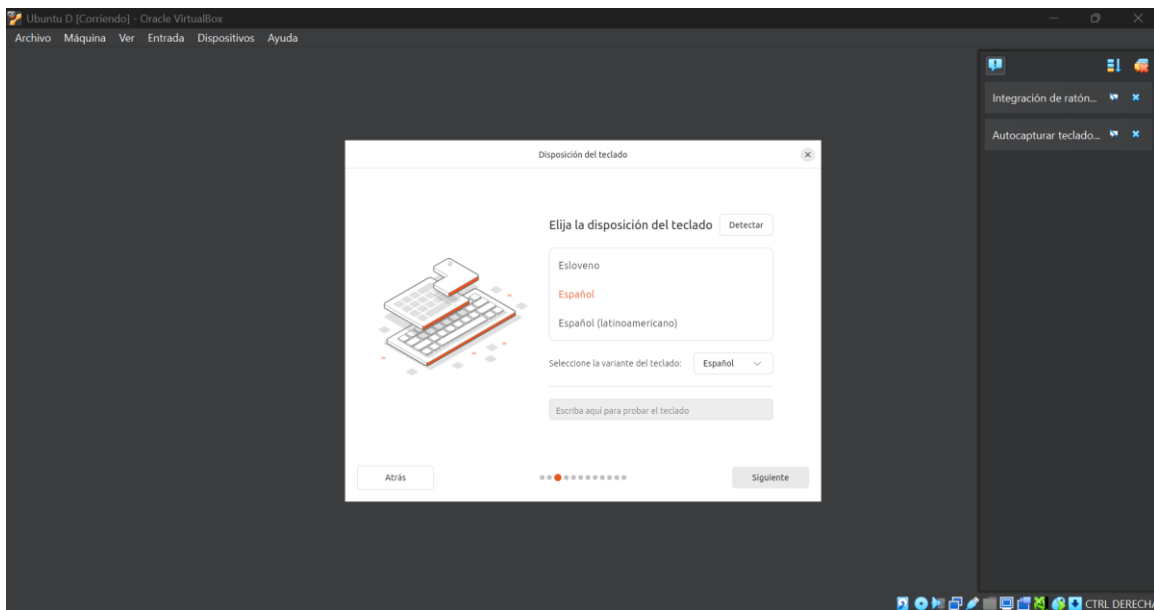 Ubuntu D [Corriendo] - Oracle VirtualBox
Archivo Máquina Ver Entrada Dispositivos Ayuda
Integración de ratón...
Autocapturar teclado...
Disposición del teclado
Elija la disposición del teclado Detectar
Esloveno
Español
Español (latinoamericano)
Seleccione la variante del teclado: Español
Escriba aquí para probar el teclado
Atrás Siguiente
CTRL DERECHA